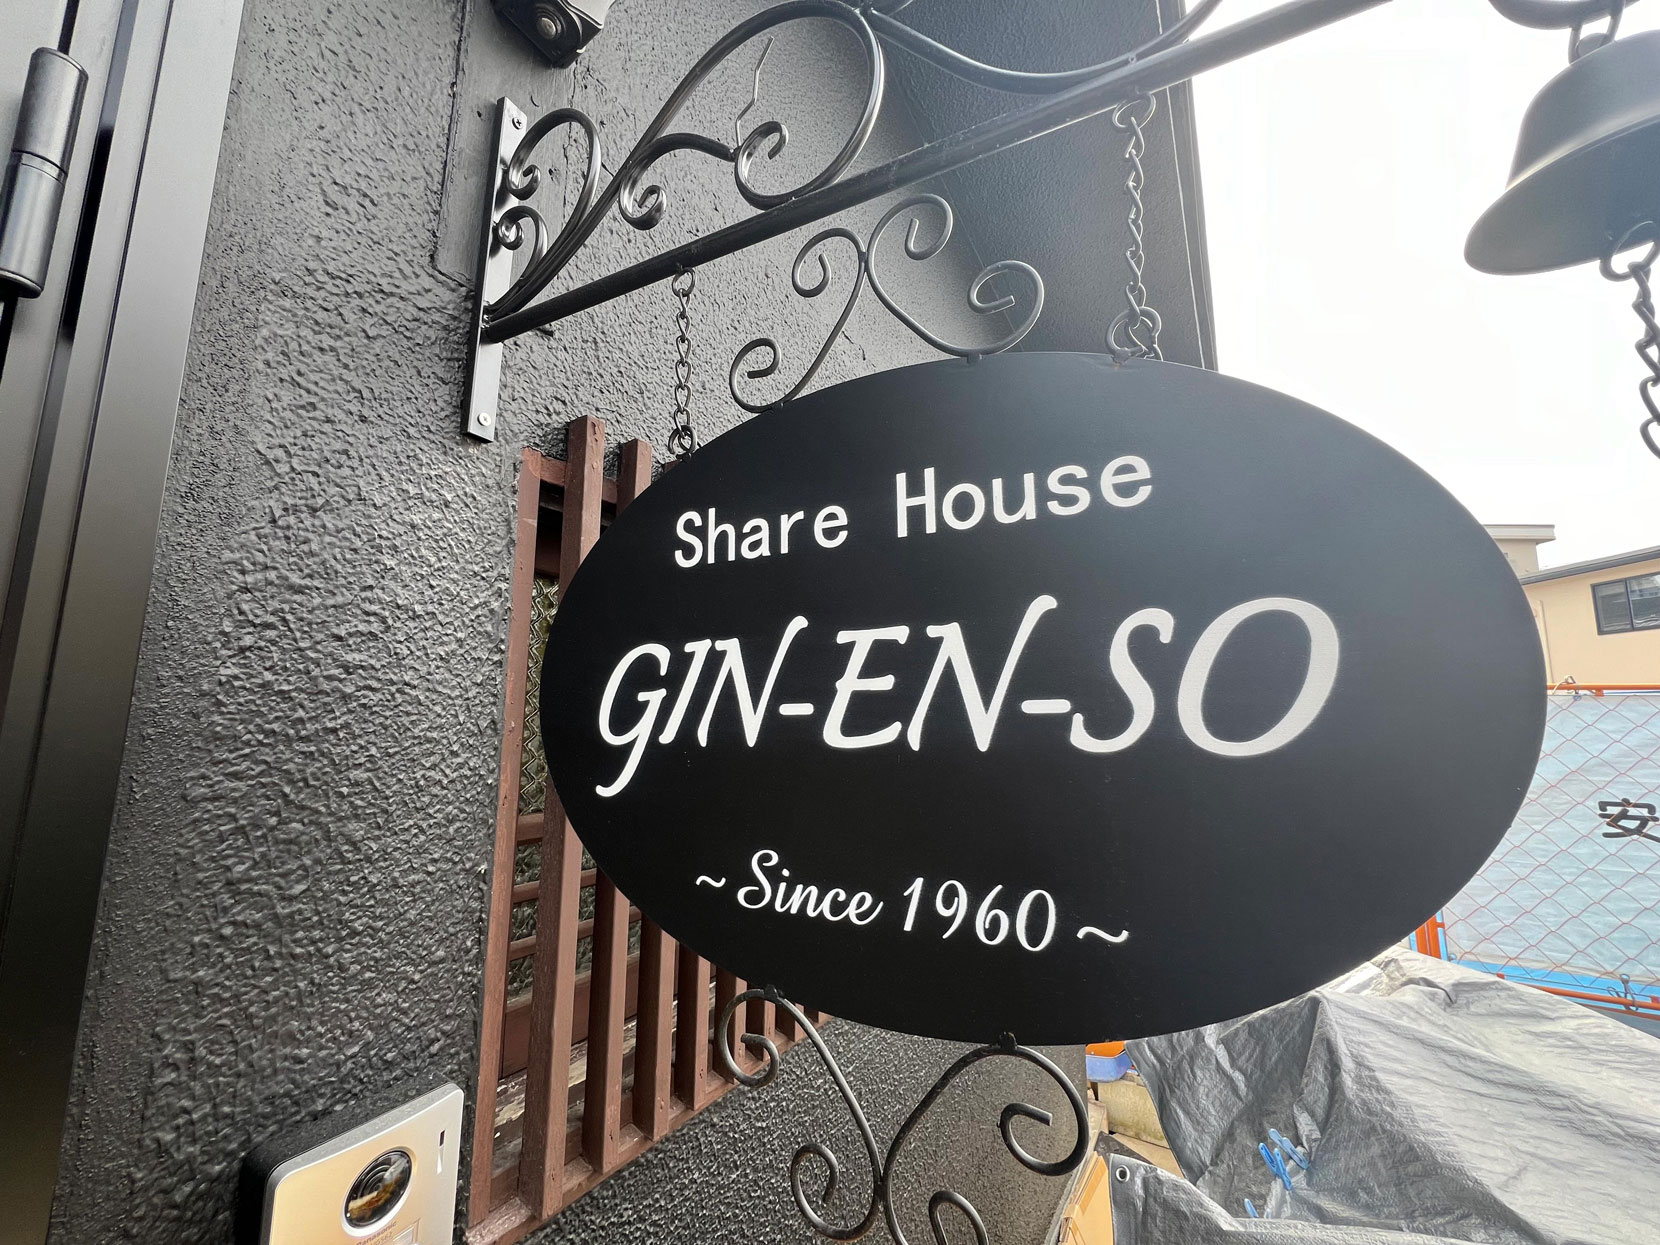 Share House
GIN-EN-SO
~Since 1960~
安